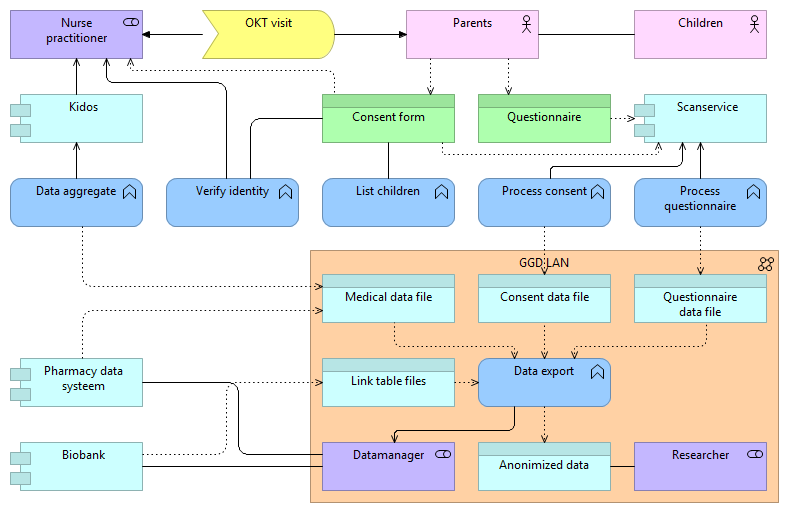 Nurse
practitioner
OKT visit
Parents
Children
Kidos
Consent form
Questionnaire
Scanservice
Data aggregate
Verify identity
List children
Process consent
Process
questionnaire
GGD LAN
Medical data file
Consent data file
Questionnaire
data file
Pharmacy data
systeem
Link table files
Data export
Biobank
Datamanager
Anonimized data
Researcher